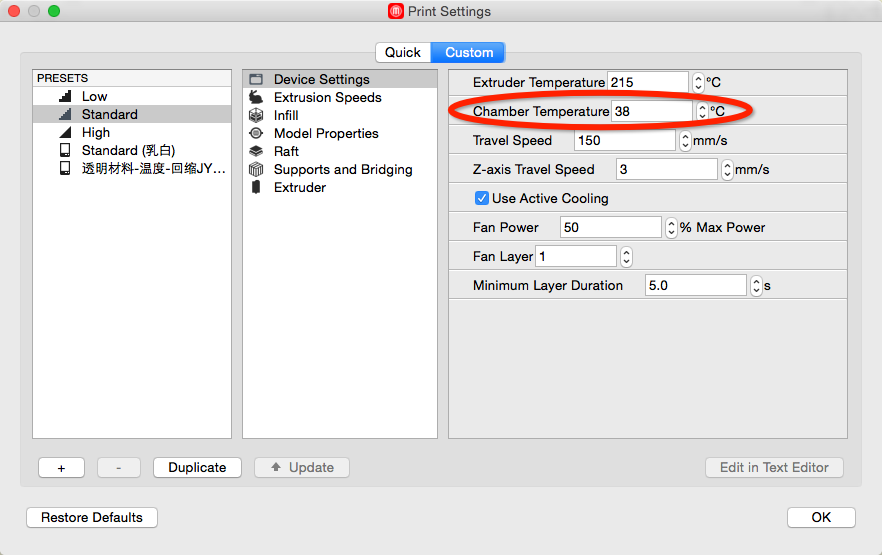 Print Settings
Quick Custom
PRESETS
Low
Standard
High
Standard (乳白)
透明材料-温度-回缩JY...
Device Settings
Extrusion Speeds
Infill
Model Properties
Raft
Supports and Bridging
Extruder
Extruder Temperature 215 °C
Chamber Temperature 38 °C
Travel Speed 150 mm/s
Z-axis Travel Speed 3 mm/s
Use Active Cooling
Fan Power 50 % Max Power
Fan Layer 1
Minimum Layer Duration 5.0 s
+ - Duplicate Update Edit in Text Editor
Restore Defaults OK